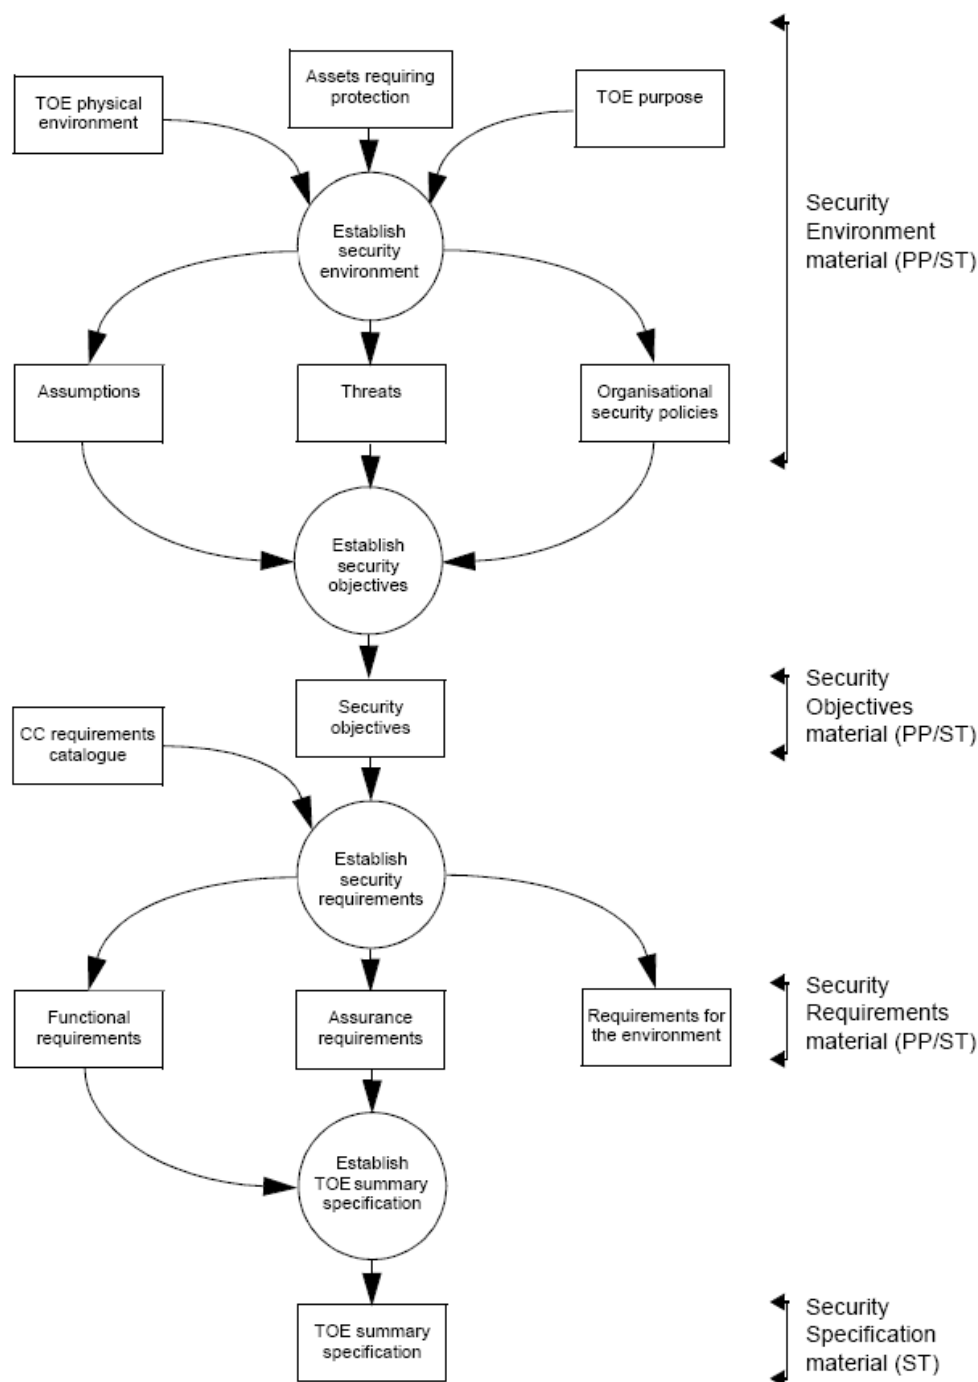 Assets requiring
protection
TOE physical
environment
TOE purpose
Security
Environment
material (PP/ST)
Establish
security
environment
Assumptions
Threats
Organisational
security policies
Establish
security
objectives
Security
objectives
Security
Objectives
material (PP/ST)
CC requirements
catalogue
Establish
security
requirements
Functional
requirements
Assurance
requirements
Requirements for
the environment
Security
Requirements
material (PP/ST)
Establish
TOE summary
specification
TOE summary
specification
Security
Specification
material (ST)